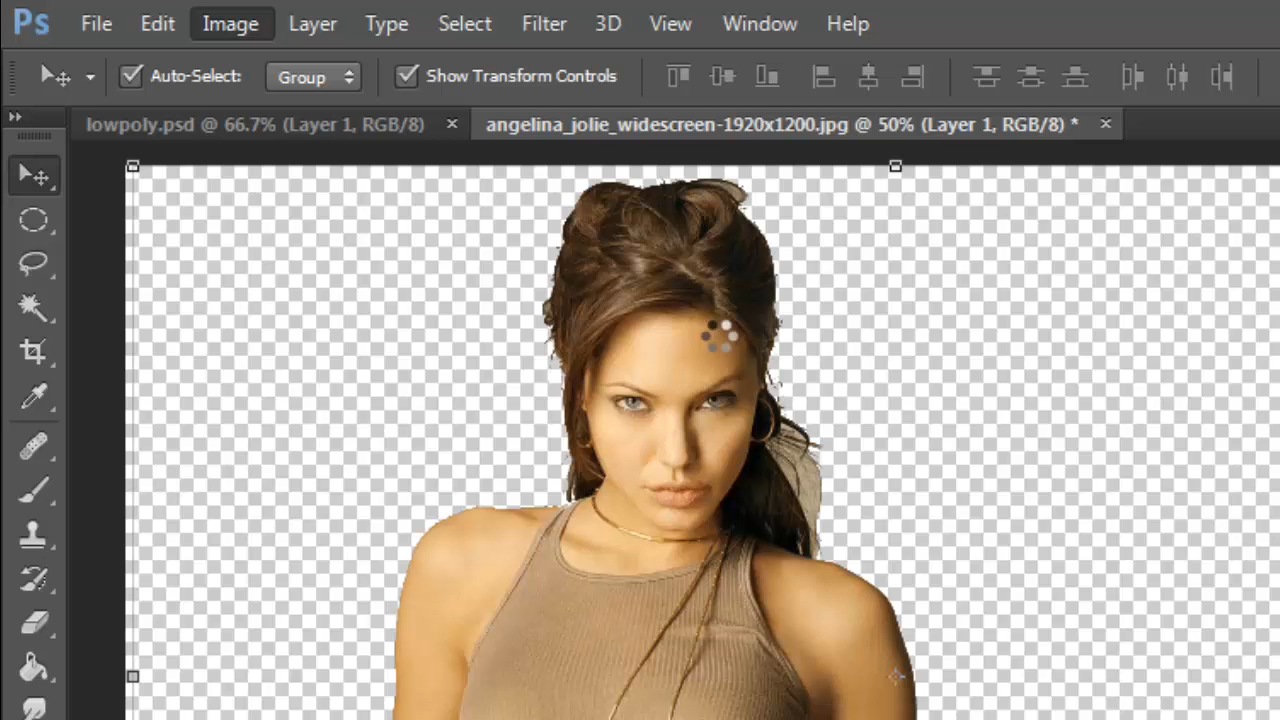 Ps File Edit Image Layer Type Select Filter 3D View Window Help
Auto-Select: Group Show Transform Controls
lowpoly.psd @ 66.7% (Layer 1, RGB/8) angelina_jolie_widescreen-1920x1200.jpg @ 50% (Layer 1, RGB/8) *